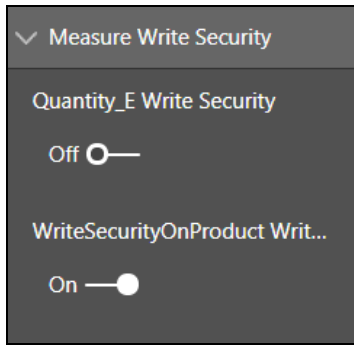 Measure Write Security
Quantity_E Write Security
Off
WriteSecurityOnProduct Writ...
On